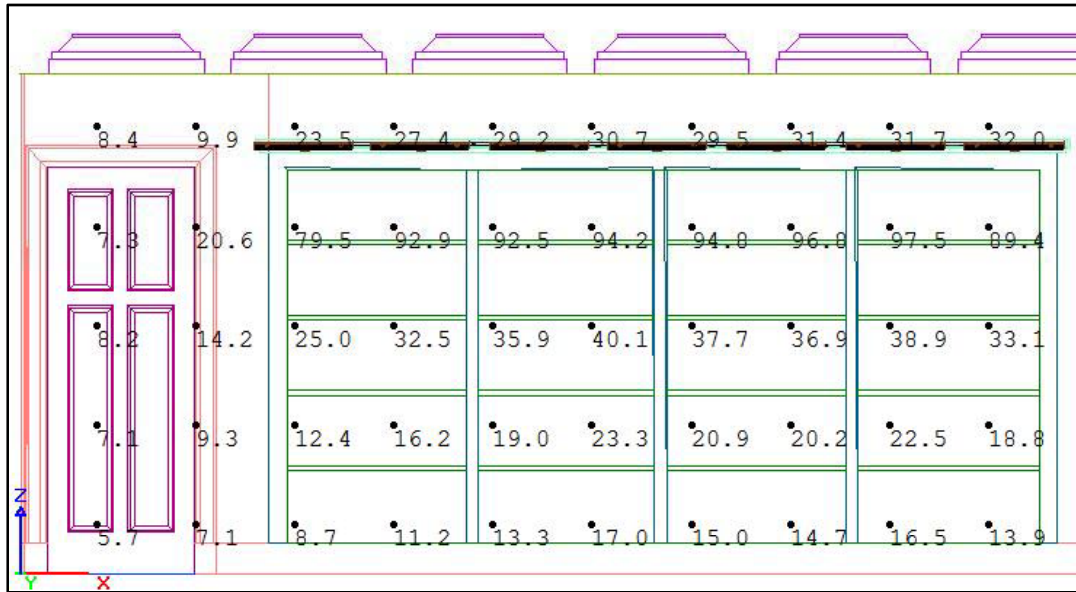 8.4 9.9 23.5 27.4 29.2 30.7 29.5 31.4 31.7 32.0
7.3 20.6 79.5 92.9 92.5 94.2 94.8 96.8 97.5 89.4
8.2 14.2 25.0 32.5 35.9 40.1 37.7 36.9 38.9 33.1
7.1 9.3 12.4 16.2 19.0 23.3 20.9 20.2 22.5 18.8
Z
5.7 7.1 8.7 11.2 13.3 17.0 15.0 14.7 16.5 13.9
Y X